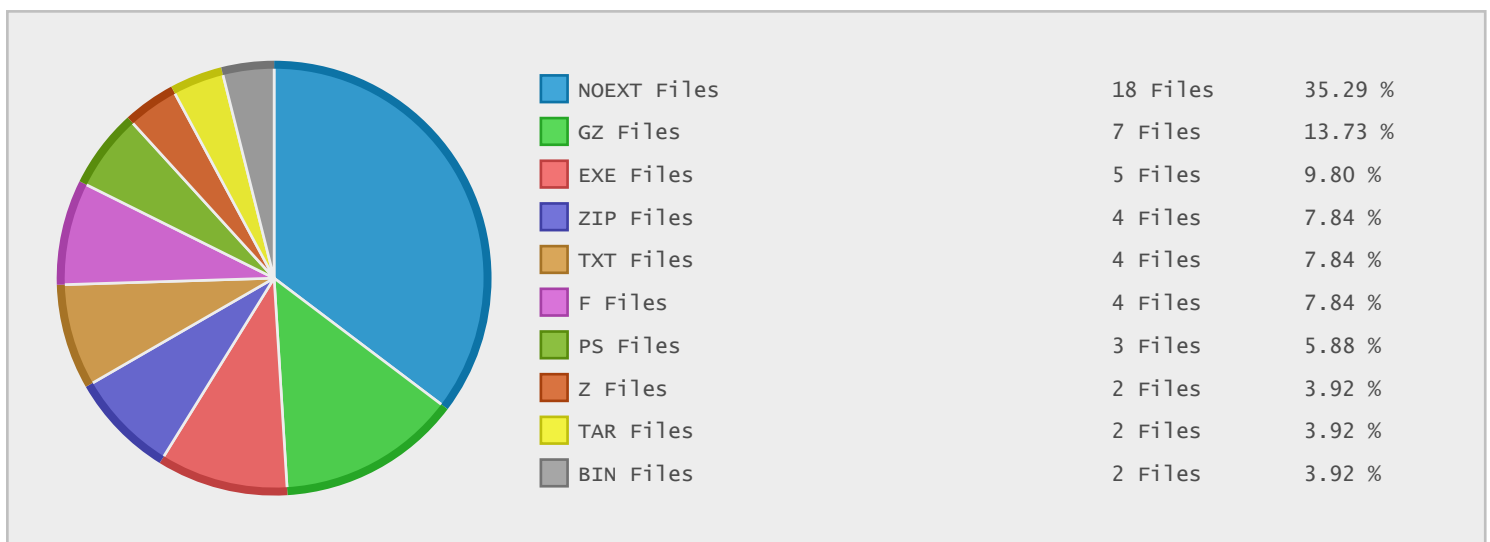 NOEXT Files 18 Files 35.29 %
GZ Files 7 Files 13.73 %
EXE Files 5 Files 9.80 %
ZIP Files 4 Files 7.84 %
TXT Files 4 Files 7.84 %
F Files 4 Files 7.84 %
PS Files 3 Files 5.88 %
Z Files 2 Files 3.92 %
TAR Files 2 Files 3.92 %
BIN Files 2 Files 3.92 %